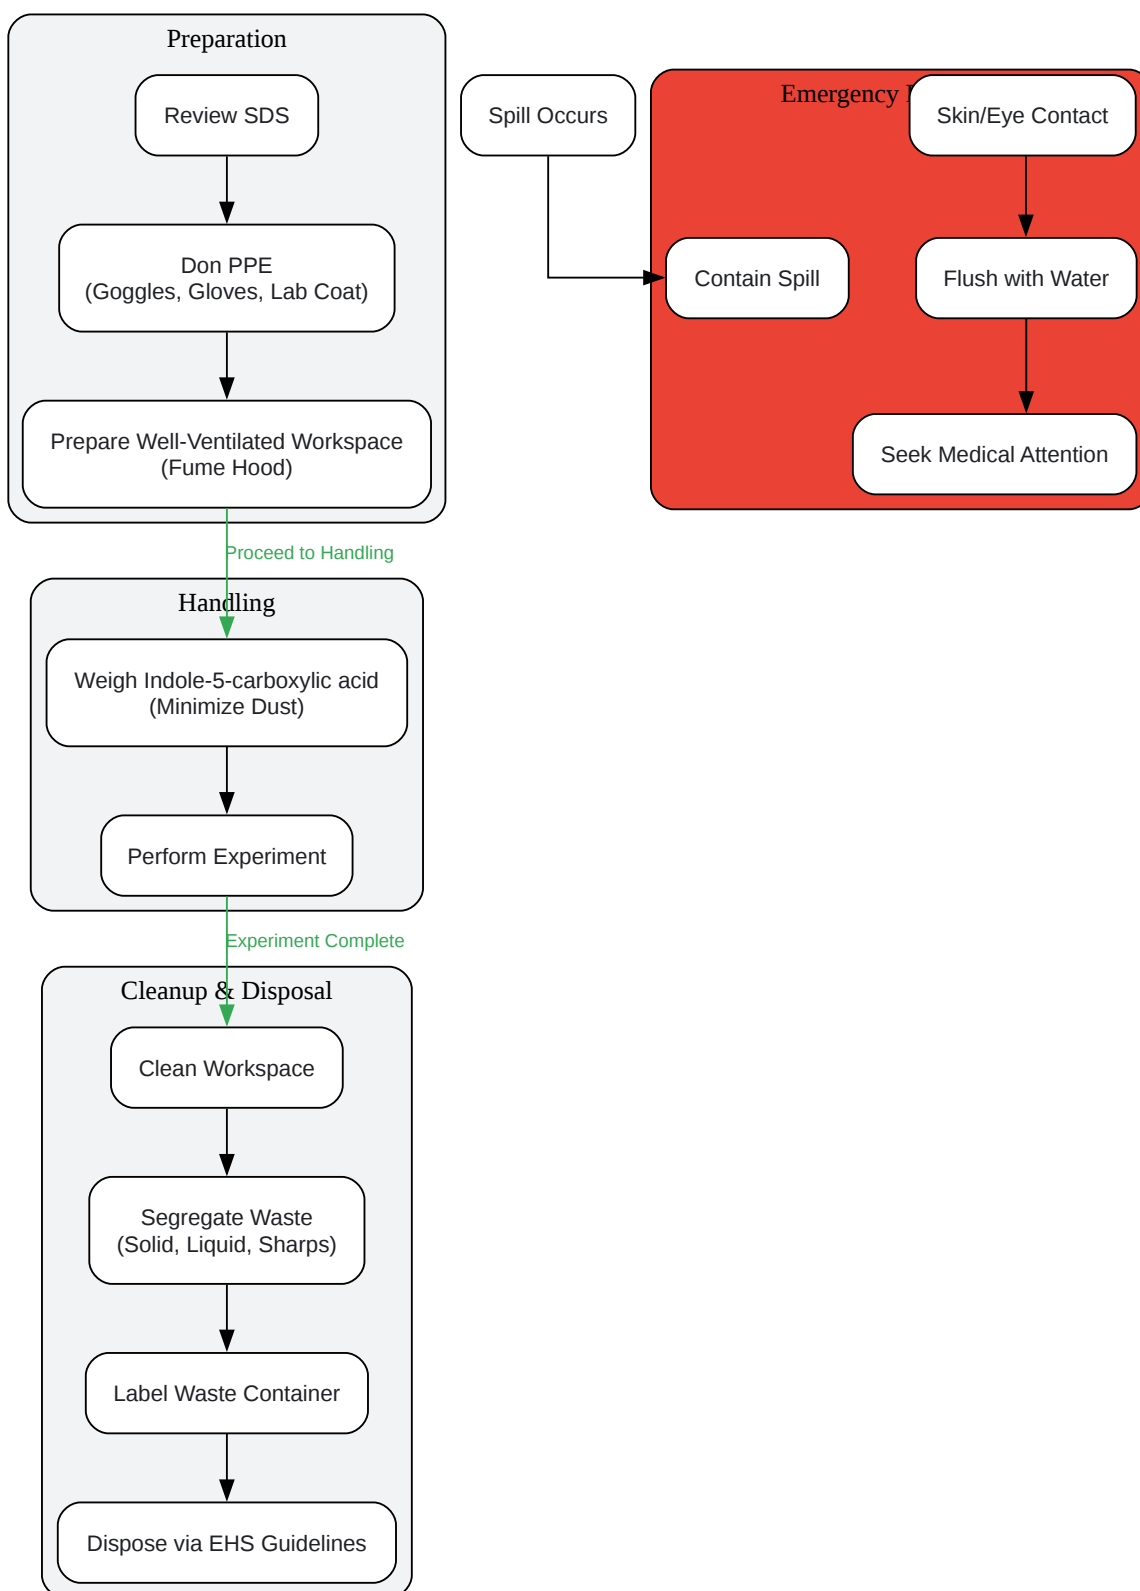 Preparation
Review SDS
Don PPE
(Goggles, Gloves, Lab Coat)
Prepare Well-Ventilated Workspace
(Fume Hood)
Proceed to Handling
Handling
Weigh Indole-5-carboxylic acid
(Minimize Dust)
Perform Experiment
Experiment Complete
Cleanup & Disposal
Clean Workspace
Segregate Waste
(Solid, Liquid, Sharps)
Label Waste Container
Dispose via EHS Guidelines
Spill Occurs
Emergency
Skin/Eye Contact
Contain Spill
Flush with Water
Seek Medical Attention